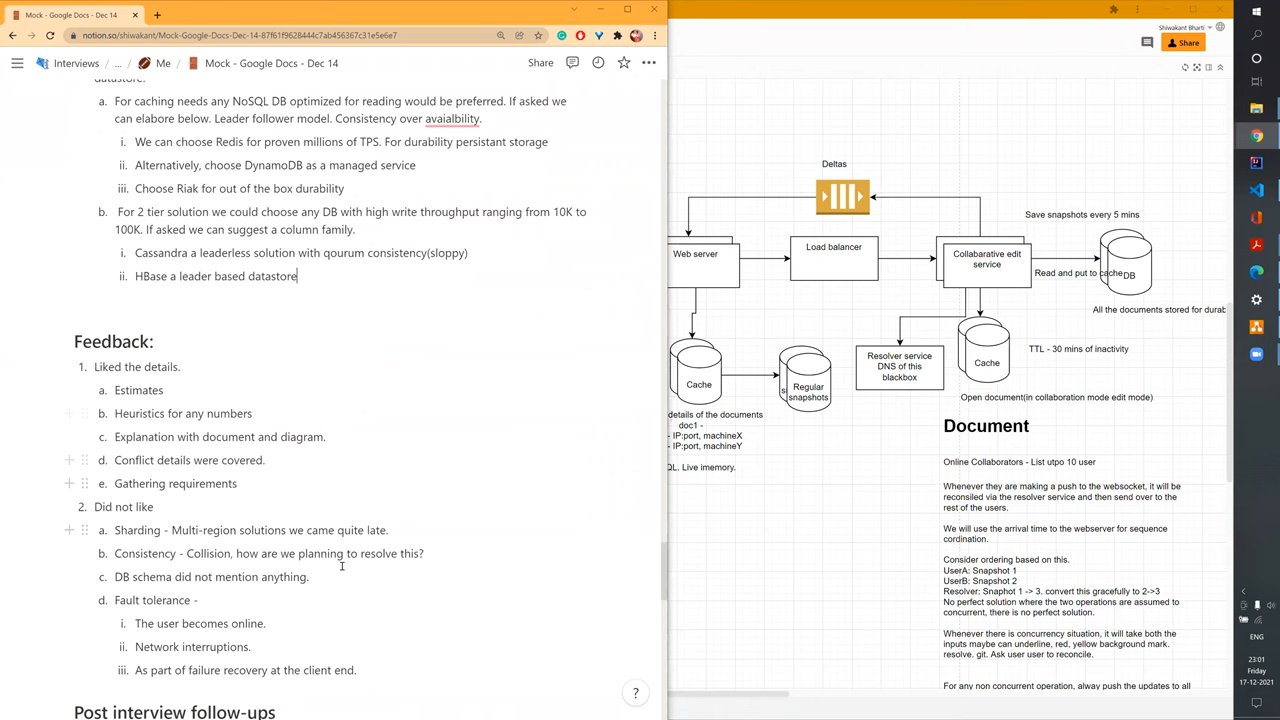 Mock - Google Docs - Dec 14
notion.so/shiwakant/Mock-Google-Docs-Dec-14-87f61f9628444c7ab456367c31e5e6e7
Interviews / ... / Me / Mock - Google Docs - Dec 14
Share
datastore.
a. For caching needs any NoSQL DB optimized for reading would be preferred. If asked we
can elabore below. Leader follower model. Consistency over avaialbility.
i. We can choose Redis for proven millions of TPS. For durability persistant storage
ii. Alternatively, choose DynamoDB as a managed service
iii. Choose Riak for out of the box durability
b. For 2 tier solution we could choose any DB with high write throughput ranging from 10K to
100K. If asked we can suggest a column family.
i. Cassandra a leaderless solution with qourum consistency(sloppy)
ii. HBase a leader based datastore
Feedback:
1. Liked the details.
a. Estimates
b. Heuristics for any numbers
c. Explanation with document and diagram.
d. Conflict details were covered.
e. Gathering requirements
2. Did not like
a. Sharding - Multi-region solutions we came quite late.
b. Consistency - Collision, how are we planning to resolve this?
c. DB schema did not mention anything.
d. Fault tolerance -
i. The user becomes online.
ii. Network interruptions.
iii. As part of failure recovery at the client end.
Post interview follow-ups
?
Shiwakant Bharti
Share
Deltas
Save snapshots every 5 mins
Web server
Load balancer
Collabarative edit
service
Read and put to cache
DB
All the documents stored for durab
Resolver service
DNS of this
blackbox
Cache
TTL - 30 mins of inactivity
Cache
Regular
snapshots
s
Open document(in collaboration mode edit mode)
details of the documents
doc1 -
- IP:port, machineX
- IP:port, machineY
QL. Live imemory.
Document
Online Collaborators - List utpo 10 user
Whenever they are making a push to the websocket, it will be
reconsiled via the resolver service and then send over to the
rest of the users.
We will use the arrival time to the webserver for sequence
cordination.
Consider ordering based on this.
UserA: Snapshot 1
UserB: Snapshot 2
Resolver: Snaphot 1 -> 3. convert this gracefully to 2->3
No perfect solution where the two operations are assumed to
concurrent, there is no perfect solution.
Whenever there is concurrency situation, it will take both the
inputs maybe can underline, red, yellow background mark.
resolve. git. Ask user user to reconcile.
For any non concurrent operation, alway push the updates to all
ENG
23:01
Friday
17-12-2021